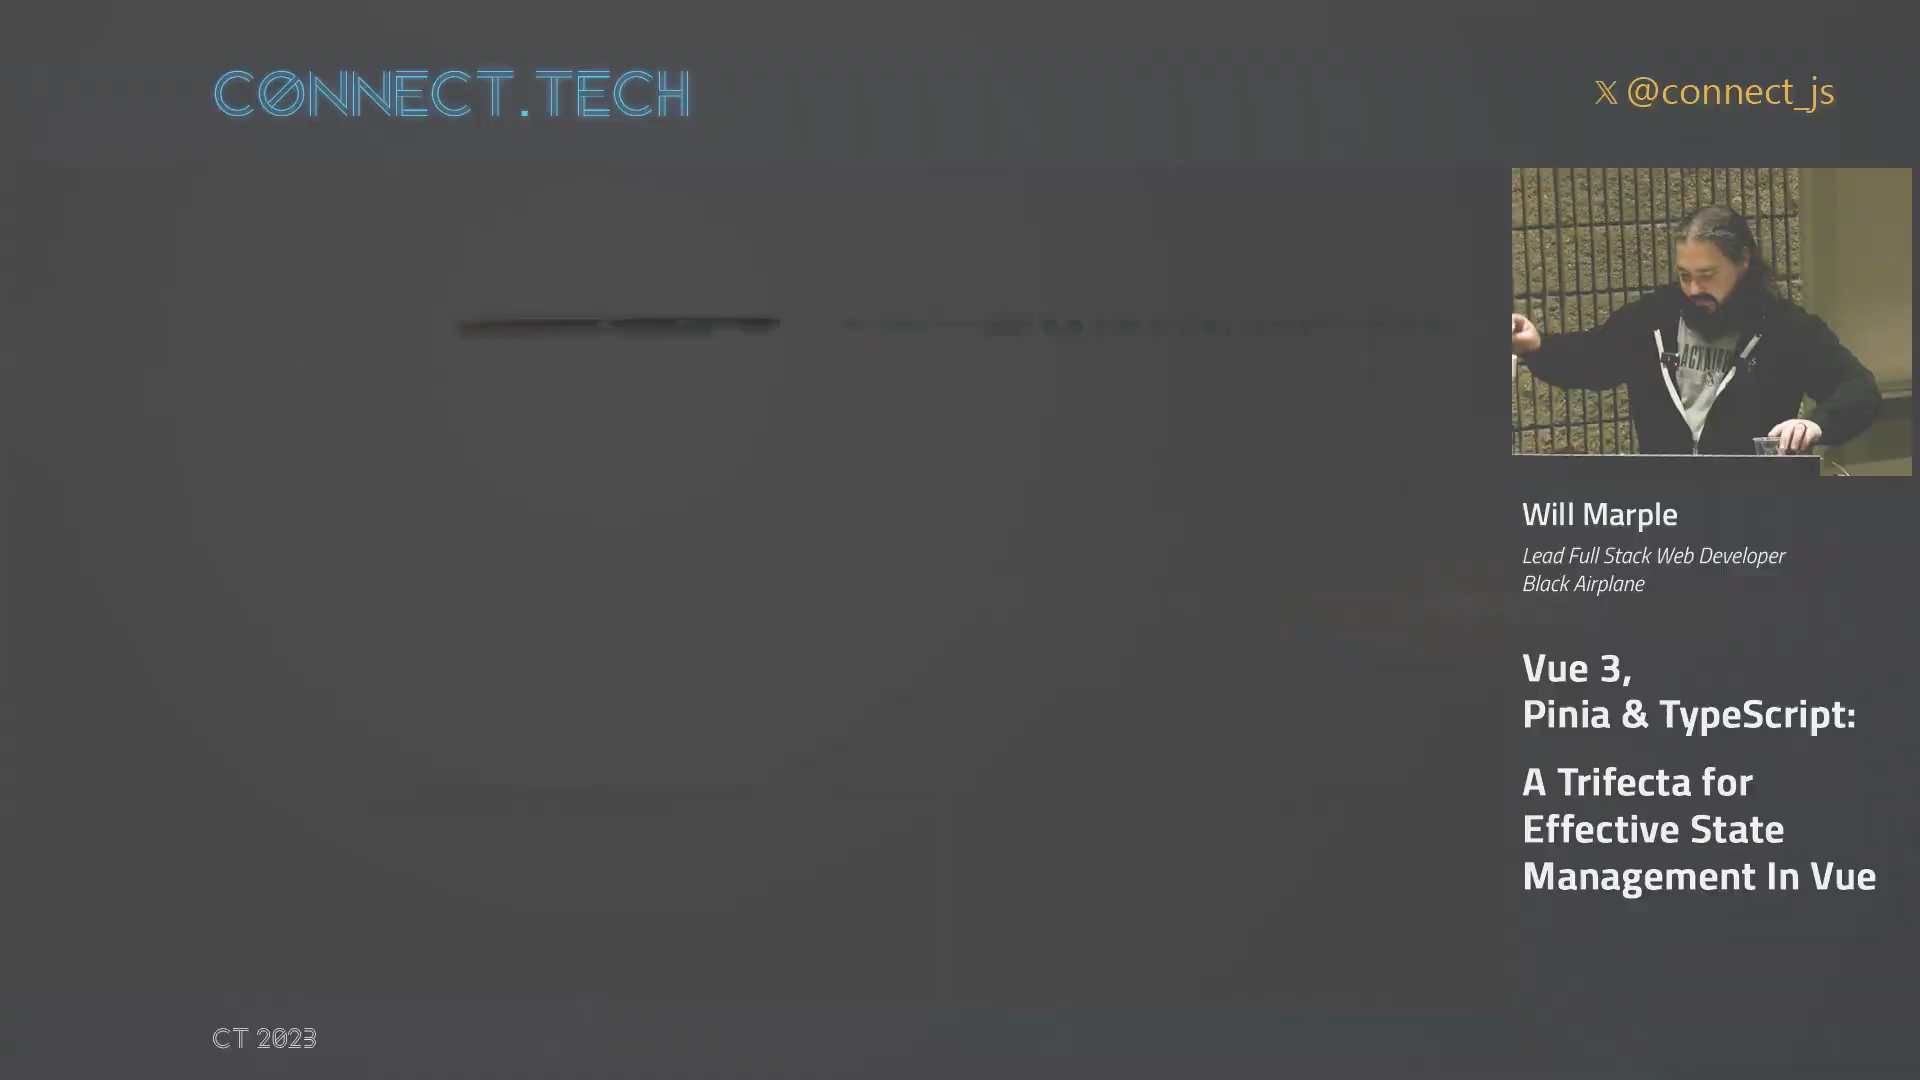 CONNECT.TECH
𝕏 @connect_js
Will Marple
Lead Full Stack Web Developer
Black Airplane
Vue 3,
Pinia & TypeScript:
A Trifecta for
Effective State
Management In Vue
CT 2023